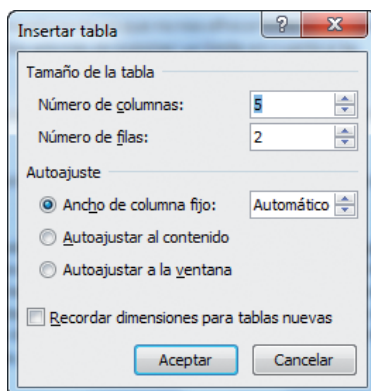 Insertar tabla
Tamaño de la tabla
Número de columnas: 5
Número de filas: 2
Autoajuste
Ancho de columna fijo: Automático
Autoajustar al contenido
Autoajustar a la ventana
Recordar dimensiones para tablas nuevas
Aceptar Cancelar